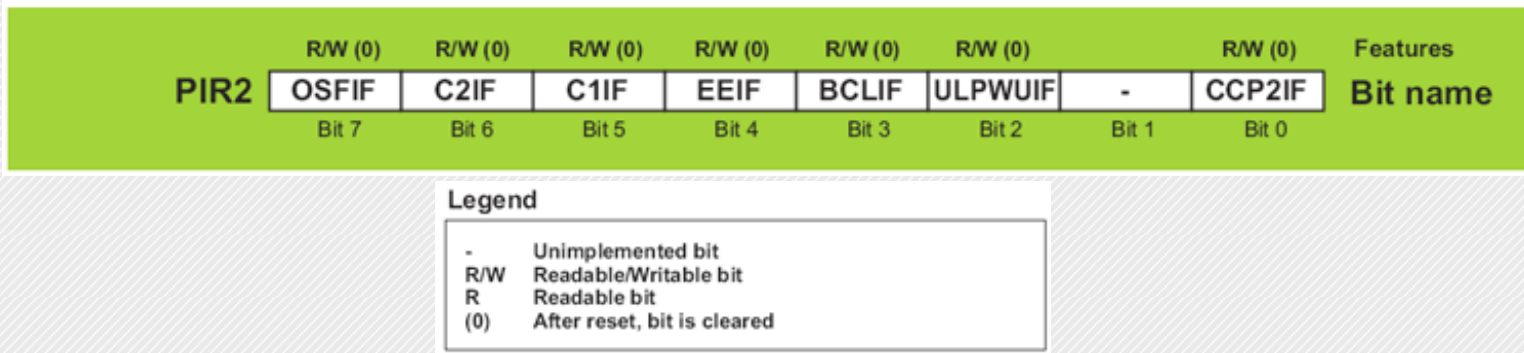 R/W (0) R/W (0) R/W (0) R/W (0) R/W (0) R/W (0) R/W (0) Features
PIR2 OSFIF C2IF C1IF EEIF BCLIF ULPWUIF - CCP2IF Bit name
Bit 7 Bit 6 Bit 5 Bit 4 Bit 3 Bit 2 Bit 1 Bit 0
Legend
- Unimplemented bit
R/W Readable/Writable bit
R Readable bit
(0) After reset, bit is cleared